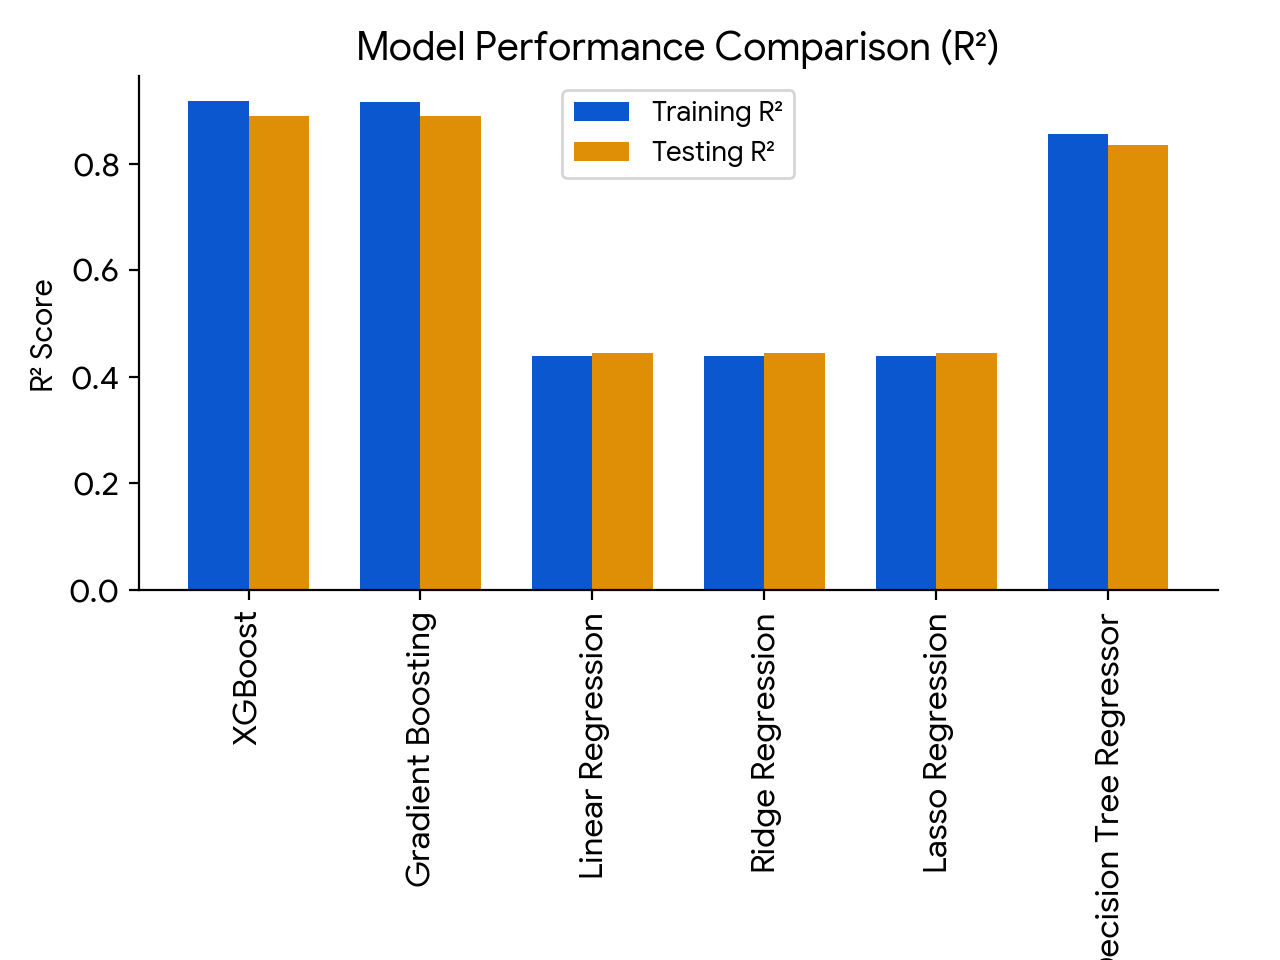 Model Performance Comparison (R²)
Training R²
Testing R²
R² Score
0.8
0.6
0.4
0.2
0.0
XGBoost
Gradient Boosting
Linear Regression
Ridge Regression
Lasso Regression
Tree Regressor